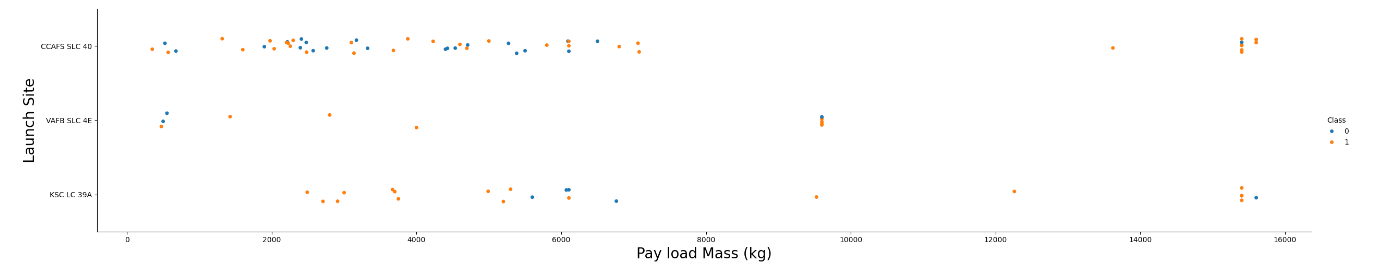 Launch Site
CCAFS SLC 40
VAFB SLC 4E
KSC LC 39A
0 2000 4000 6000 8000 10000 12000 14000 16000
Pay load Mass (kg)
Class
0
1